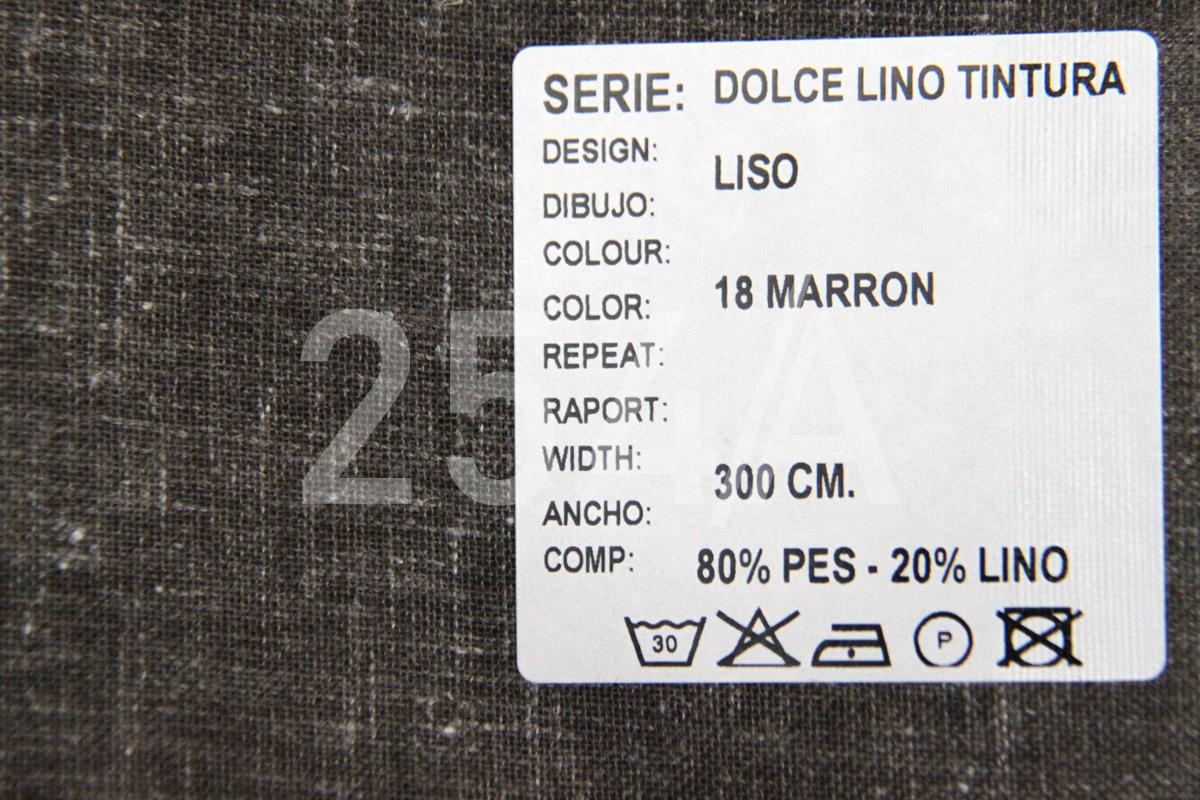 SERIE: DOLCE LINO TINTURA
DESIGN:
LISO
DIBUJO:
COLOUR:
18 MARRON
COLOR:
REPEAT:
RAPORT:
WIDTH:
300 CM.
ANCHO:
COMP: 80% PES - 20% LINO
30
P
254A